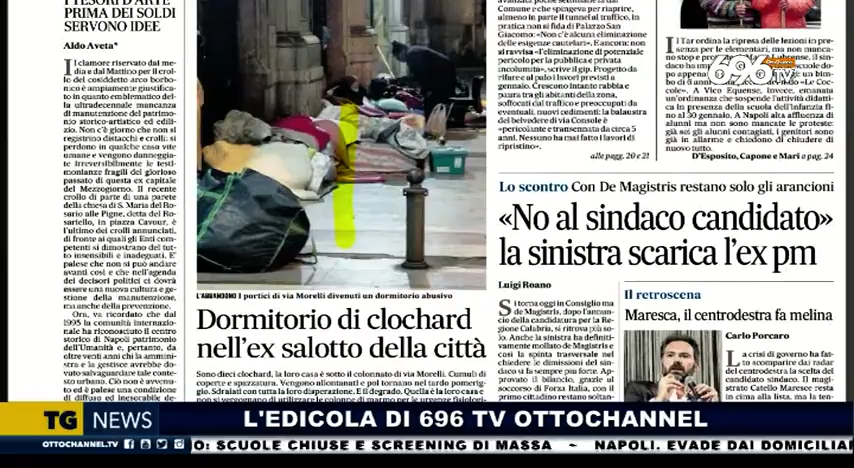 I TESORI D'ARTE
PRIMA DEI SOLDI
SERVONO IDEE
Aldo Aveta*
Il clamore riservato dai me-
dia e dal Mattino per il crol-
lo del cosiddetto arco borbo-
nico è ampiamente giustifica-
to in quanto emblematico del-
la ultradecennale mancanza
di manutenzione del patrimo-
nio storico-artistico ed edili-
zio. Non c'è giorno che non si
registrino distacchi e crolli: si
perdono in qualche caso vite
umane e vengono danneggia-
te irreversibilmente le testi-
monianze fragili del glorioso
passato di questa ex capitale
del Mezzogiorno. Il recente
crollo di parte di una parete
della chiesa di S. Maria del Ro-
sario alle Pigne, detta del Ro-
sariello, in piazza Cavour, è
l'ultimo dei crolli annunciati,
di fronte ai quali gli Enti com-
petenti si dimostrano del tut-
to insensibili e inadeguati. E'
palese che non si può andare
avanti così e che nell'agenda
dei decisori politici ci dovrà
essere una nuova cultura e ge-
stione della manutenzione,
ma anche della prevenzione.
Ora, va ricordato che dal
1995 la comunità internazio-
nale ha riconosciuto il centro
storico di Napoli patrimonio
dell'Umanità e, pertanto, da
oltre venti anni chi la ammini-
stra e la gestione avrebbe do-
vuto salvaguardare tale conte-
sto urbano. Ciò non è avvenu-
to ed è palese una condizione
di diffuso ed inesorabile de-
L'ABBANDONO I portici di via Morelli divenuti un dormitorio abusivo
Dormitorio di clochard
nell'ex salotto della città
Sono dieci clochard, la loro casa è sotto il colonnato di via Morelli. Cumuli di
coperte e spazzatura. Vengono allontanati e poi tornano nel tardo pomerig-
gio. Sdraiati con tutta la loro disperazione. E il degrado. Quella è la loro casa e
non si vergognano di utilizzare le colonne di marmo per le urgenze fisiologi-
Comune e che spingeva per riaprire,
almeno in parte il tunnel al traffico, in
pratica non si fida di Palazzo San
Giacomo: «Non c'è alcuna eliminazione
delle esigenze cautelari». E ancora: non
si ravvisa «l'eliminazione di potenziale
pericolo per la pubblica e privata
incolumità», scrive il gip. Progetto da
rifare e al palo i lavori previsti a
gennaio. Crescono intanto rabbia e
paura tra gli abitanti della zona,
soffocati dal traffico e preoccupati da
eventuali, nuovi cedimenti: la balaustra
del belvedere di via Console è
«pericolante e transennata da circa 5
anni. Nessuno ha mai fatto i lavori di
ripristino».
alle pagg. 20 e 21
Il Tar ordina la ripresa delle lezioni in pre-
senza per le elementari, ma non manca-
cole». A Vico Equense, invece, emanata
un'ordinanza che sospende l'attività didatti-
ca in presenza della scuola dell'infanzia fi-
no al 30 gennaio. A Napoli alta affluenza di
alunni ma non sono mancate le proteste:
già sei gli alunni contagiati, i genitori sono
in allarme e chiedono di chiudere di
nuovo tutto.
D'Esposito, Capone e Mari a pag. 24
696 TV
Lo scontro Con De Magistris restano solo gli arancioni
«No al sindaco candidato»
la sinistra scarica l'ex pm
Luigi Roano
Si torna oggi in Consiglio ma
de Magistris, dopo l'annun-
cio della candidatura per la Re-
gione Calabria, si ritrova più so-
lo. Anche la sinistra ha definiti-
vamente mollato de Magistris e
così la spinta trasversale nel
chiedere le dimissioni del sinda-
co si fa sempre più forte. Ap-
provato il bilancio, grazie al
soccorso di Forza Italia, con il
primo cittadino restano soltan-
Il retroscena
Maresca, il centrodestra fa melina
Carlo Porcaro
La crisi di governo ha fat-
to scomparire dai radar
del centrodestra la scelta del
candidato sindaco. Il magi-
strato Catello Maresca resta
in cima alla lista, ma la ten-
TG NEWS
L'EDICOLA DI 696 TV OTTOCHANNEL
OTTOCHANNEL.TV
O: SCUOLE CHIUSE E SCREENING DI MASSA ~ NAPOLI. EVADE DAI DOMICILIAR